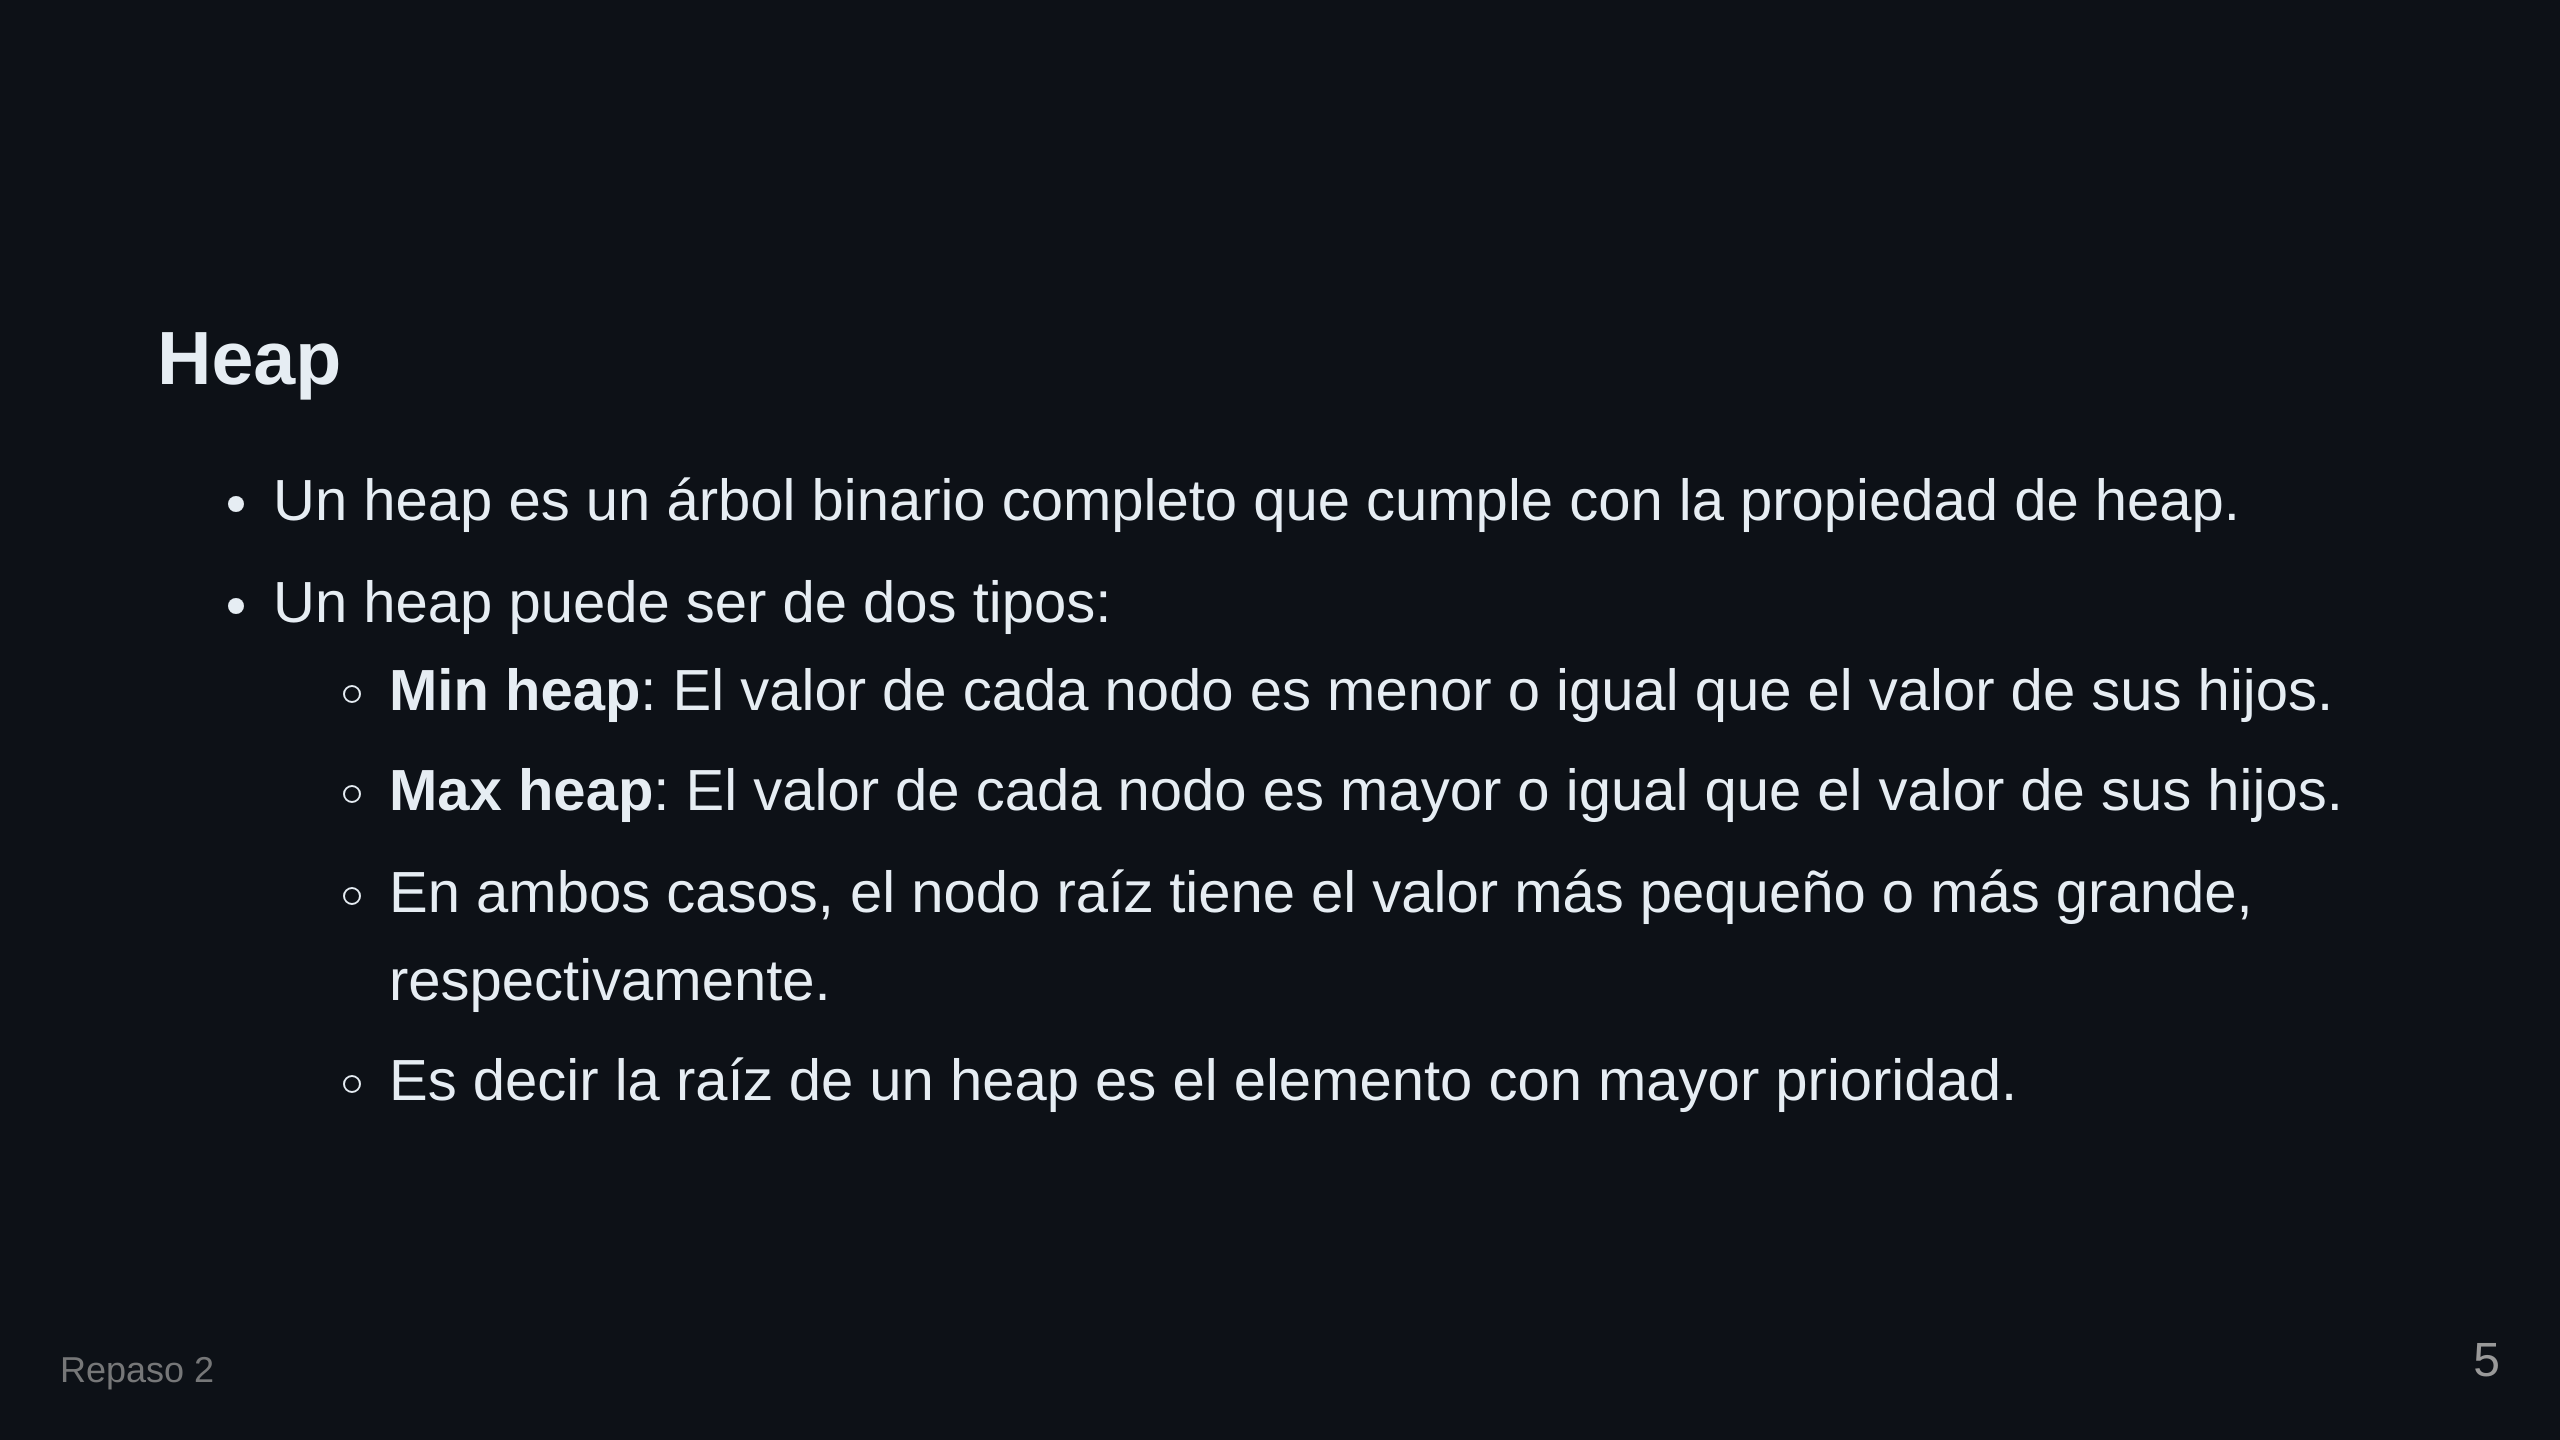 Heap
Un heap es un árbol binario completo que cumple con la propiedad de heap.
Un heap puede ser de dos tipos:
Min heap: El valor de cada nodo es menor o igual que el valor de sus hijos.
Max heap: El valor de cada nodo es mayor o igual que el valor de sus hijos.
En ambos casos, el nodo raíz tiene el valor más pequeño o más grande,
respectivamente.
Es decir la raíz de un heap es el elemento con mayor prioridad.
Repaso 2
5